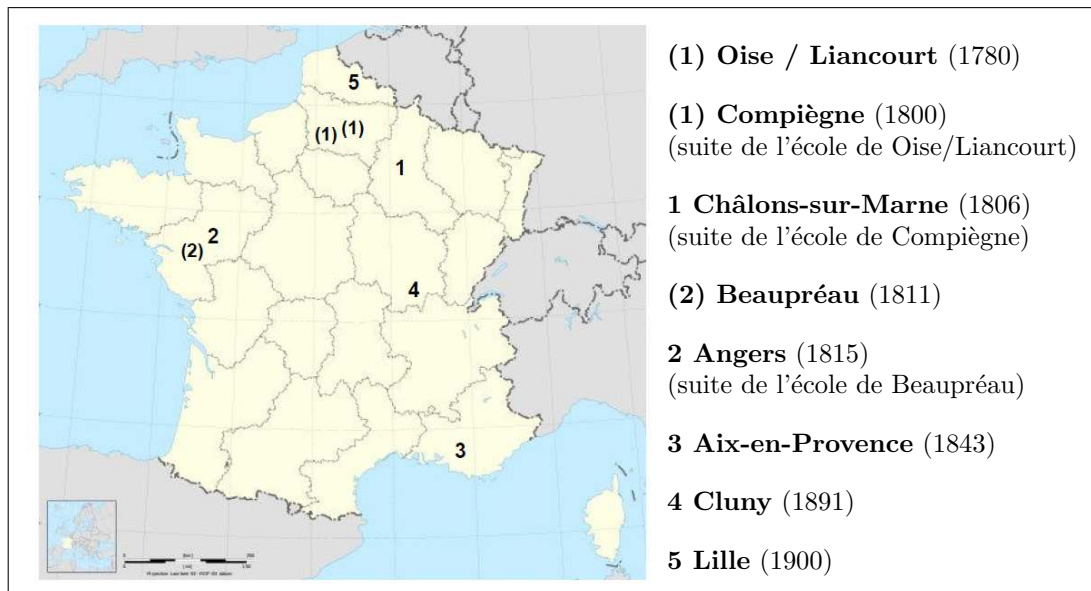 5
(1) (1)
1
2
(2)
4
3
(1) Oise / Liancourt (1780)
(1) Compiègne (1800)
(suite de l'école de Oise/Liancourt)
1 Châlons-sur-Marne (1806)
(suite de l'école de Compiègne)
(2) Beaupréau (1811)
2 Angers (1815)
(suite de l'école de Beaupréau)
3 Aix-en-Provence (1843)
4 Cluny (1891)
5 Lille (1900)